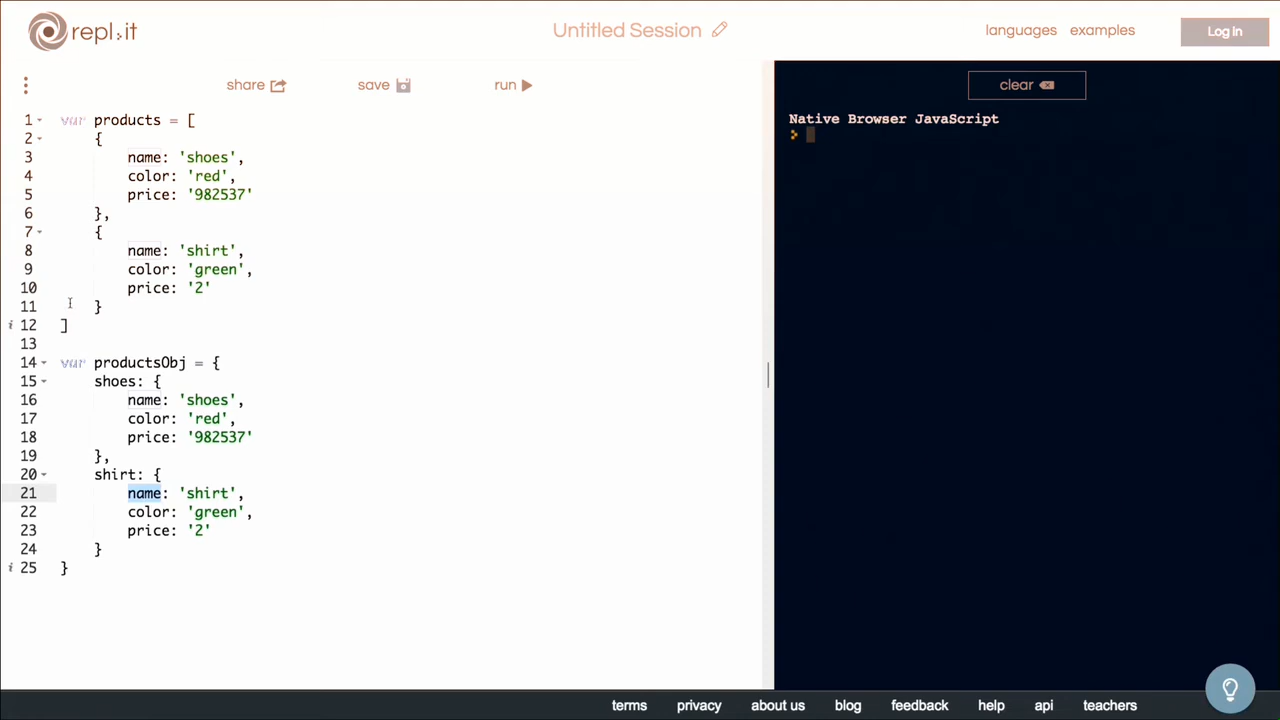 repl.it
Untitled Session
languages examples Log In
share save run
clear
1 var products = [
2 {
3 name: 'shoes',
4 color: 'red',
5 price: '982537'
6 },
7 {
8 name: 'shirt',
9 color: 'green',
10 price: '2'
11 }
12 ]
13
14 var productsObj = {
15 shoes: {
16 name: 'shoes',
17 color: 'red',
18 price: '982537'
19 },
20 shirt: {
21 name: 'shirt',
22 color: 'green',
23 price: '2'
24 }
25 }
Native Browser JavaScript
>
terms privacy about us blog feedback help api teachers